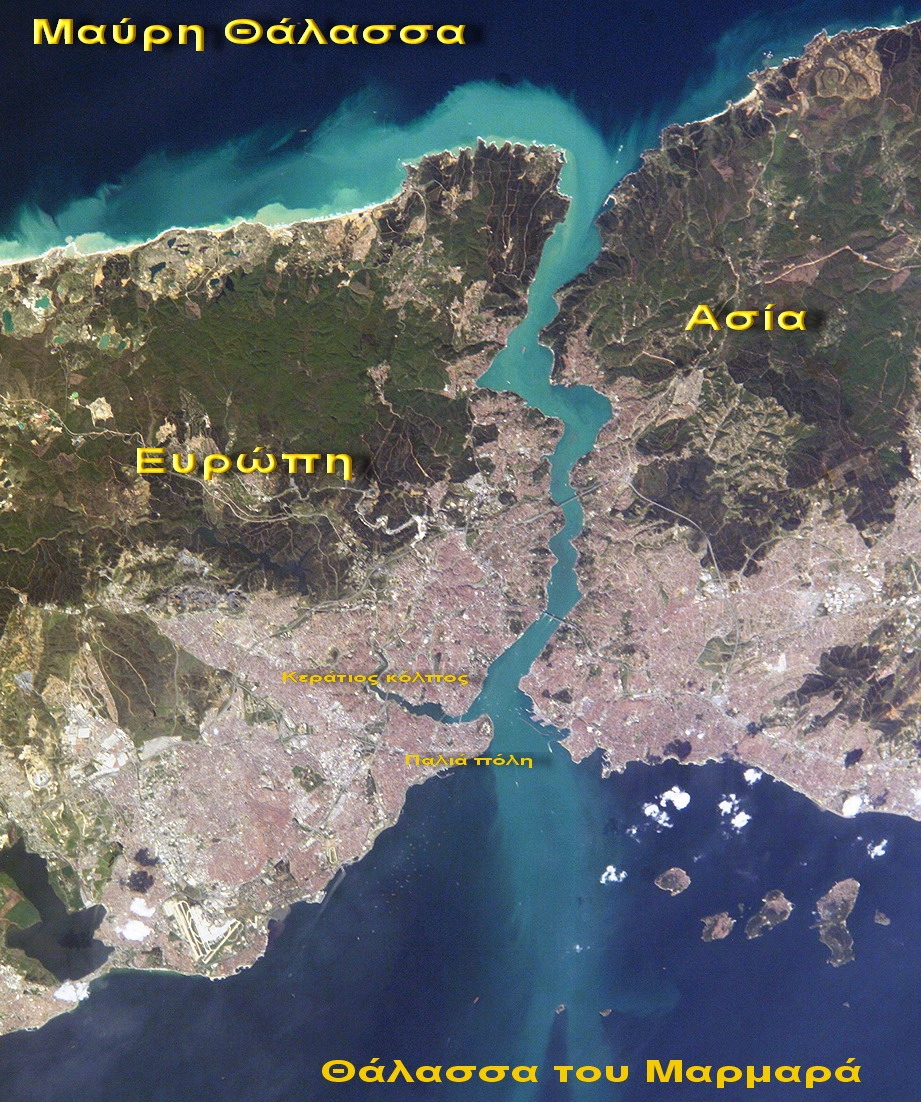 Μαύρη Θάλασσα
Ασία
Ευρώπη
Κεράτιος κόλπος
Παλιά πόλη
Θάλασσα του Μαρμαρά